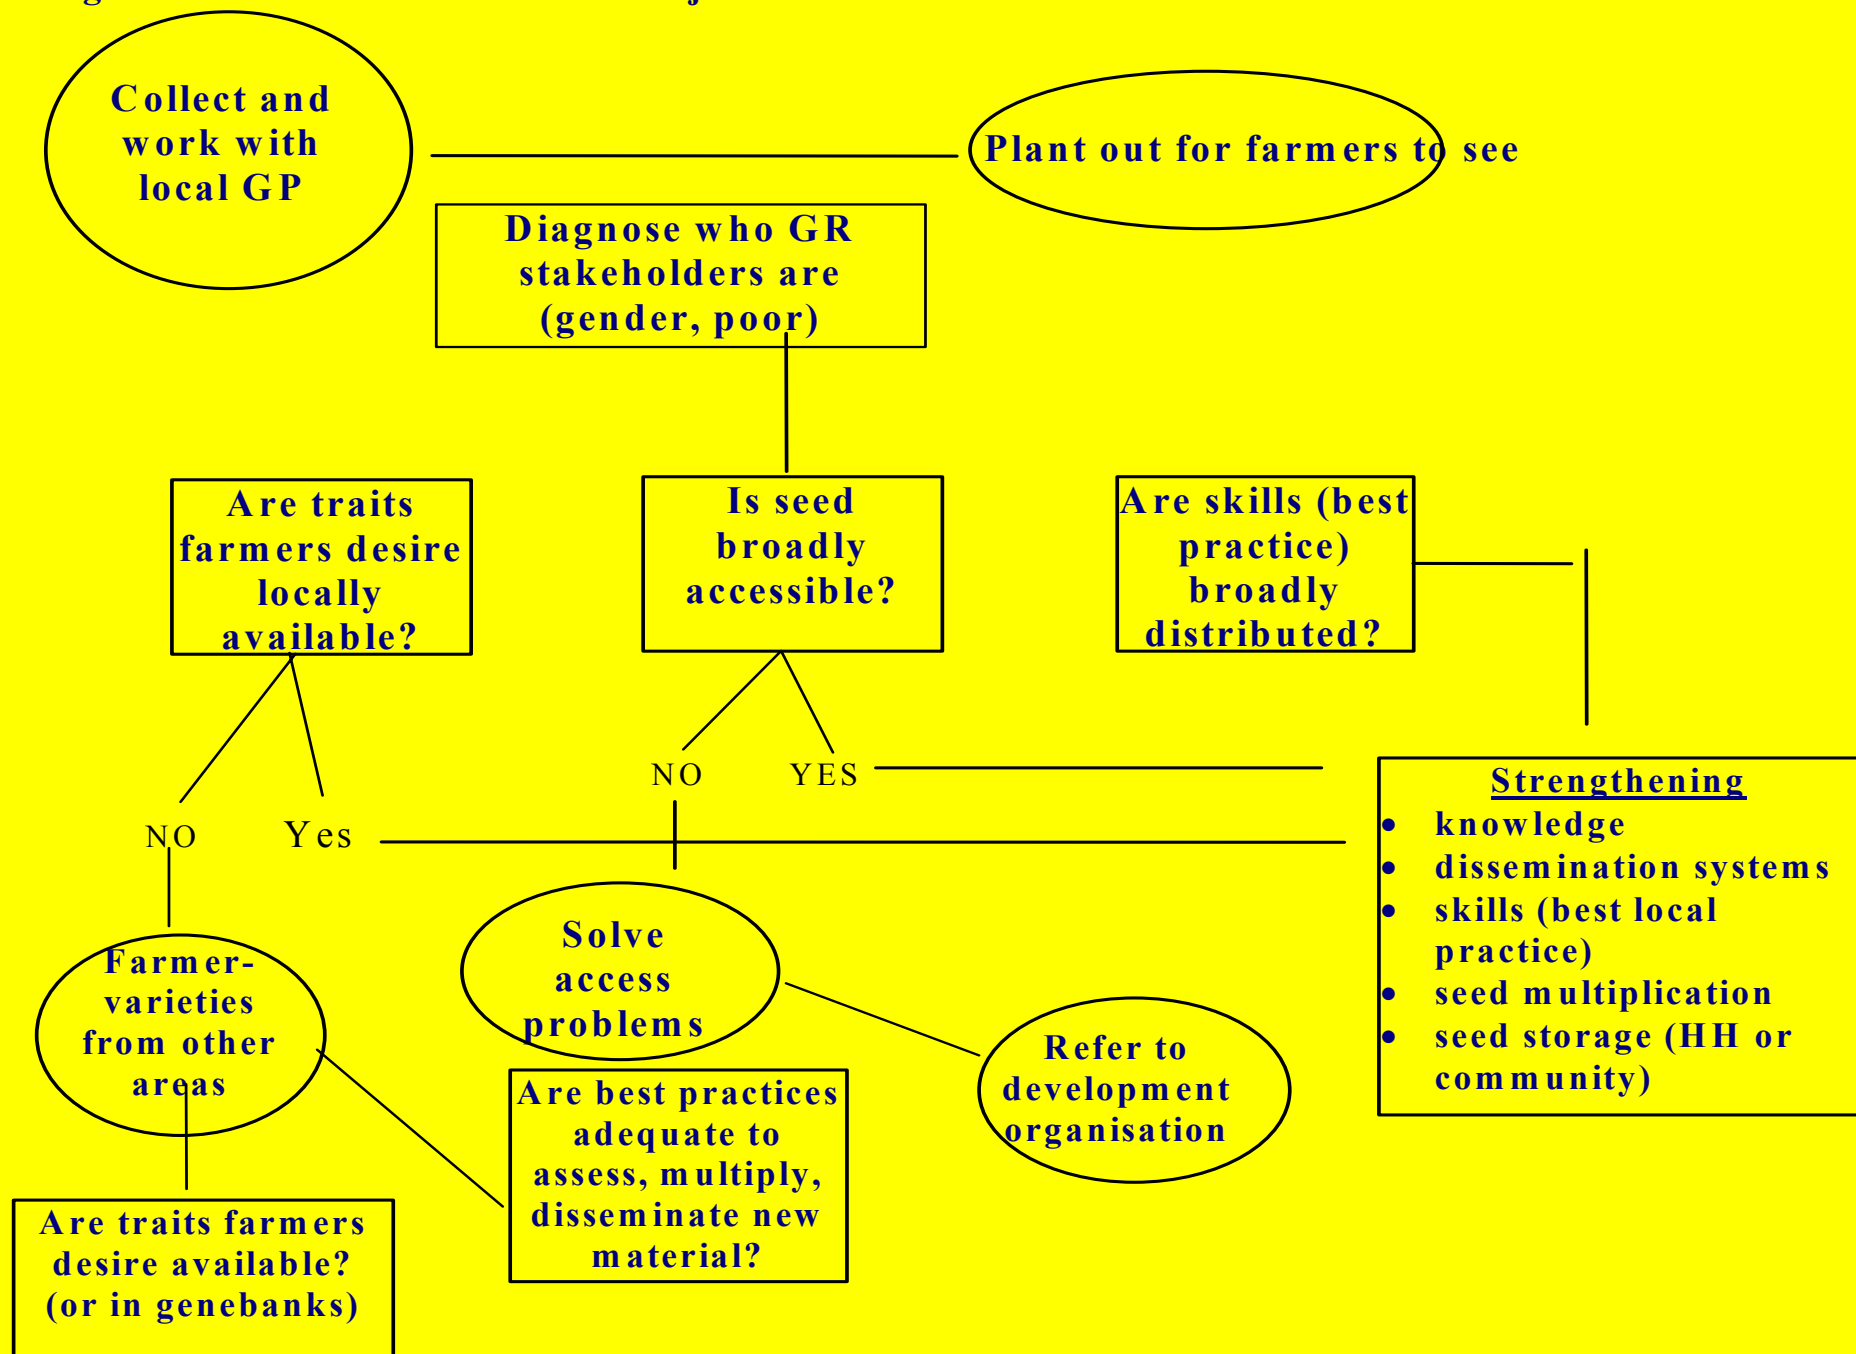 Collect and
work with
local GP
Plant out for farmers to see
Diagnose who GR
stakeholders are
(gender, poor)
Are traits
farmers desire
locally
available?
Is seed
broadly
accessible?
Are skills (best
practice)
broadly
distributed?
NO
Yes
NO
YES
Strengthening
• knowledge
• dissemination systems
• skills (best local
practice)
• seed multiplication
• seed storage (HH or
community)
Farmer-
varieties
from other
areas
Solve
access
problems
Refer to
development
organisation
Are best practices
adequate to
assess, multiply,
disseminate new
material?
Are traits farmers
desire available?
(or in genebanks)